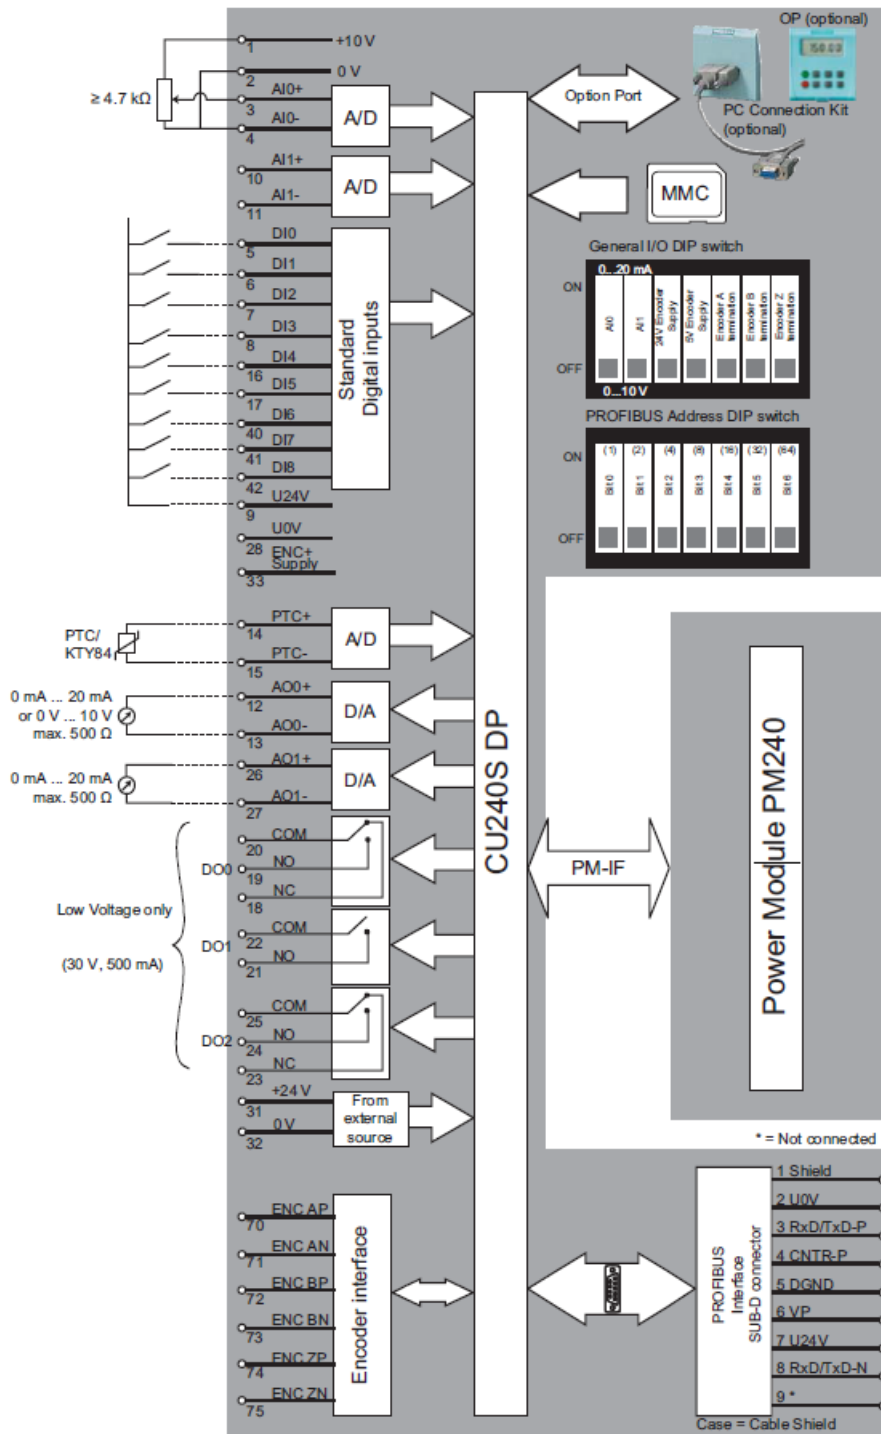 OP (optional)
150.00
PC Connection Kit
(optional)
Option Port
MMC
1
+10 V
2
0 V
≥ 4.7 kΩ
AI0+
3
AI0-
4
A/D
AI1+
10
AI1-
11
A/D
DI0
5
DI1
6
DI2
7
DI3
8
DI4
16
DI5
17
DI6
40
DI7
41
DI8
42
U24V
9
Standard
Digital inputs
U0V
28
ENC+
Supply
33
General I/O DIP switch
ON
0...20 mA
AI0
AI1
24V Encoder
Supply
5V Encoder
Supply
Encoder A
termination
Encoder B
termination
Encoder Z
termination
OFF
0...10 V
PROFIBUS Address DIP switch
ON
(1)
(2)
(4)
(8)
(16)
(32)
(64)
Bit 0
Bit 1
Bit 2
Bit 3
Bit 4
Bit 5
Bit 6
OFF
PTC/
KTY84
PTC+
14
PTC-
15
A/D
0 mA ... 20 mA
or 0 V ... 10 V
max. 500 Ω
AO0+
12
AO0-
13
D/A
0 mA ... 20 mA
max. 500 Ω
AO1+
26
AO1-
27
D/A
CU240S DP
PM-IF
Power Module PM240
Low Voltage only
(30 V, 500 mA)
DO0
COM
20
NO
19
NC
18
DO1
COM
22
NO
21
DO2
COM
25
NO
24
NC
23
+24 V
31
0 V
32
From
external
source
* = Not connected
ENC AP
70
ENC AN
71
ENC BP
72
ENC BN
73
ENC ZP
74
ENC ZN
75
Encoder interface
PROFIBUS
Interface
SUB-D connector
1 Shield
2 U0V
3 RxD/TxD-P
4 CNTR-P
5 DGND
6 VP
7 U24V
8 RxD/TxD-N
9 *
Case = Cable Shield